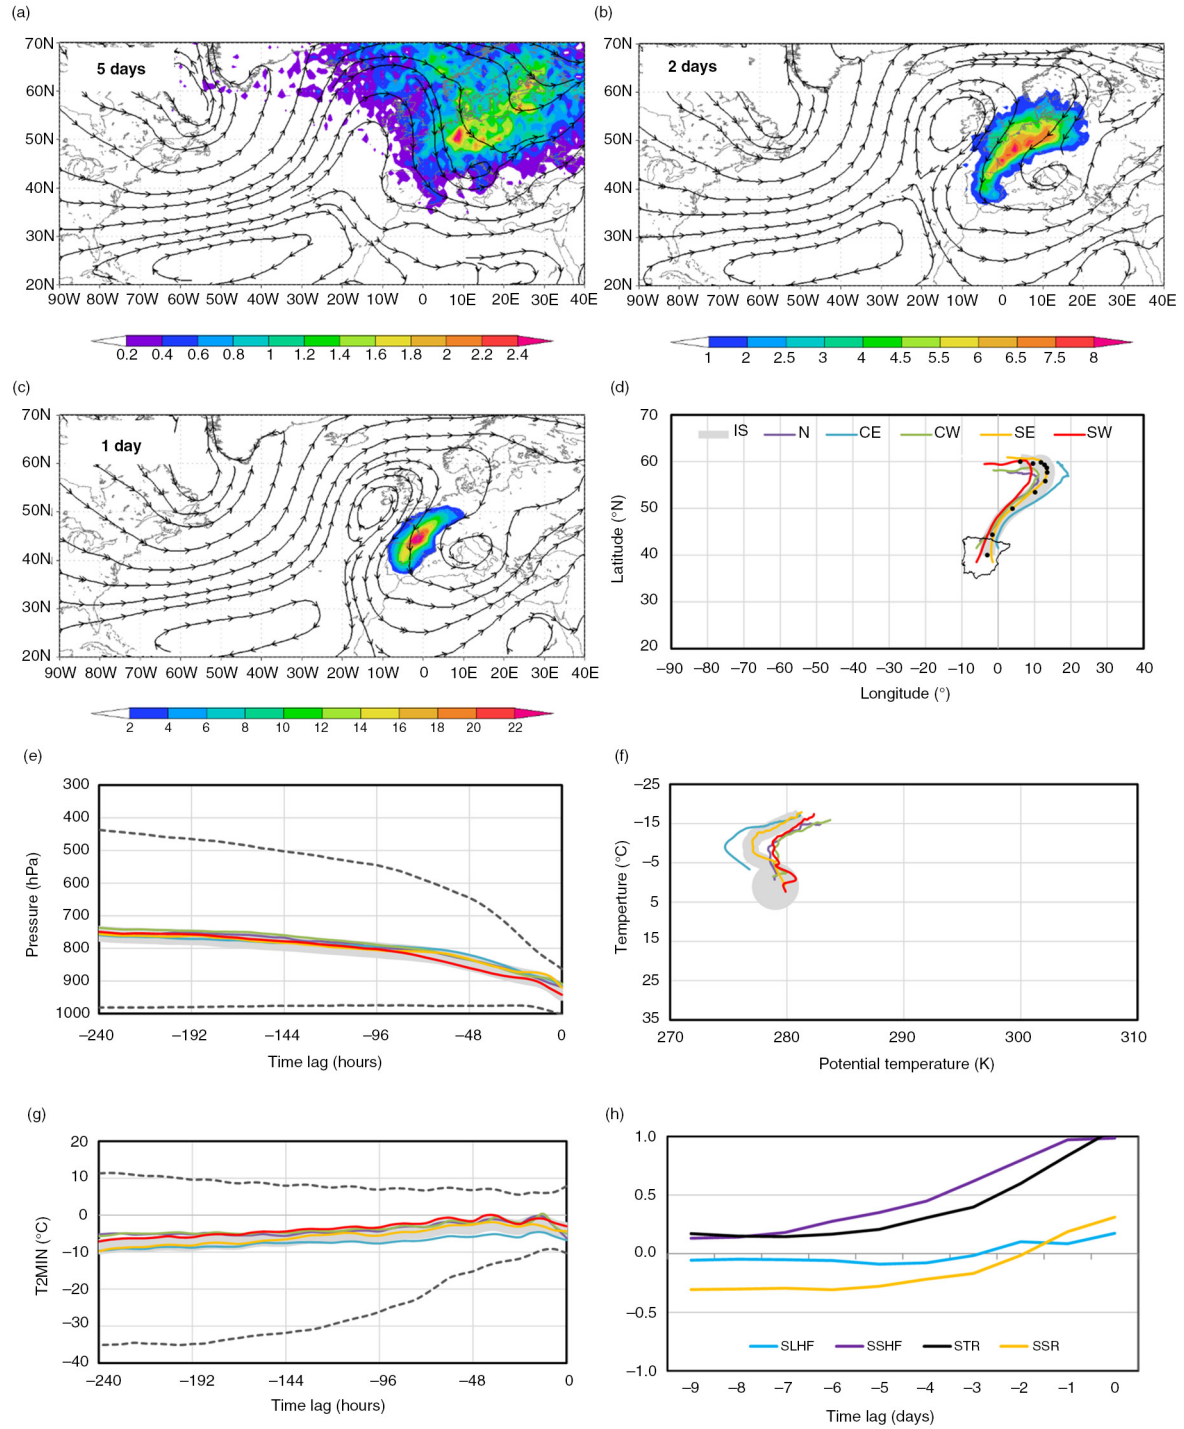 (a)
70N
60N
50N
40N
30N
20N
5 days
90W 80W 70W 60W 50W 40W 30W 20W 10W 0 10E 20E 30E 40E
0.2 0.4 0.6 0.8 1 1.2 1.4 1.6 1.8 2 2.2 2.4
(b)
70N
60N
50N
40N
30N
20N
2 days
90W 80W 70W 60W 50W 40W 30W 20W 10W 0 10E 20E 30E 40E
1 2 2.5 3 4 4.5 5.5 6 6.5 7.5 8
(c)
70N
60N
50N
40N
30N
20N
1 day
90W 80W 70W 60W 50W 40W 30W 20W 10W 0 10E 20E 30E 40E
2 4 6 8 10 12 14 16 18 20 22
(d)
70
60
50
40
30
20
Latitude (°N)
IS N CE CW SE SW
−90 −80 −70 −60 −50 −40 −30 −20 −10 0 10 20 30 40
Longitude (°)
(e)
300
400
500
600
700
800
900
1000
Pressure (hPa)
−240 −192 −144 −96 −48 0
Time lag (hours)
(f)
−25
−15
−5
5
15
25
35
Temperture (°C)
270 280 290 300 310
Potential temperature (K)
(g)
20
10
0
−10
−20
−30
−40
T2MIN (°C)
−240 −192 −144 −96 −48 0
Time lag (hours)
(h)
1.0
0.5
0.0
−0.5
−1.0
SLHF SSHF STR SSR
−9 −8 −7 −6 −5 −4 −3 −2 −1 0
Time lag (days)